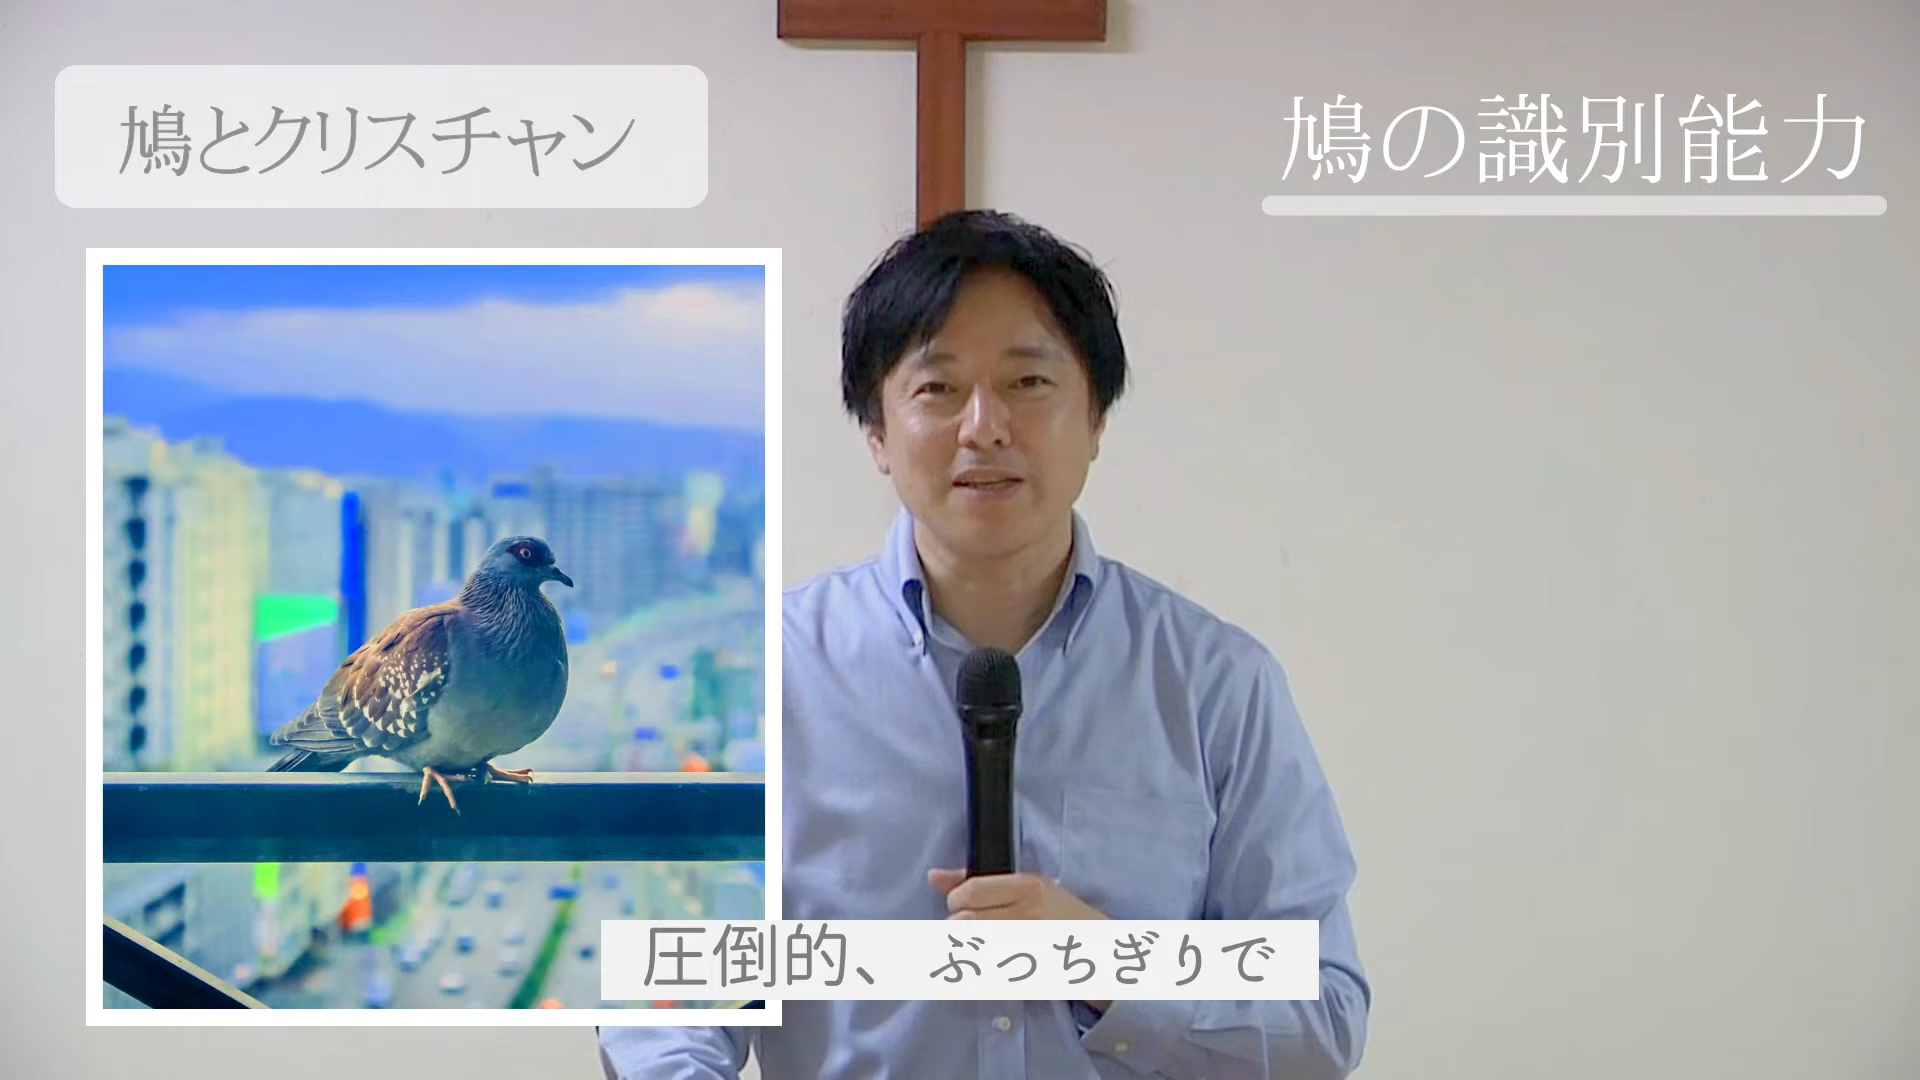 鳩とクリスチャン
鳩の識別能力
圧倒的、ぶっちぎりで